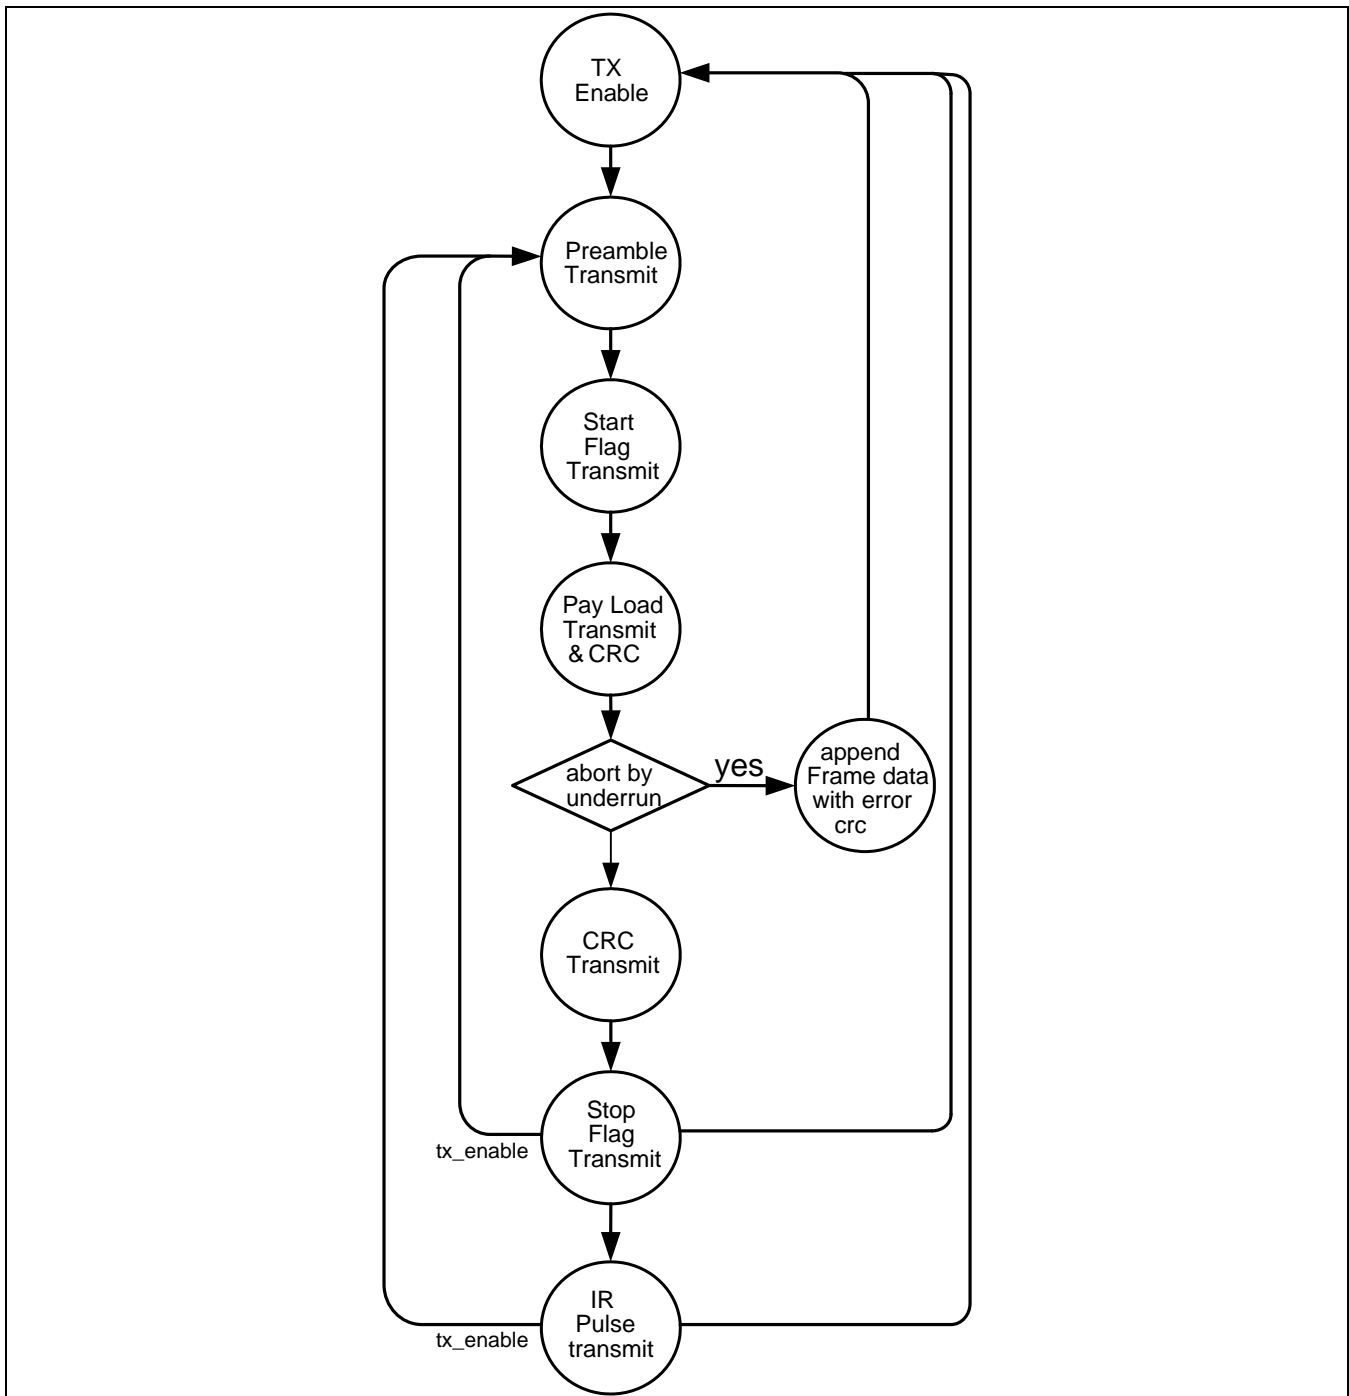 TX
Enable
Preamble
Transmit
Start
Flag
Transmit
Pay Load
Transmit
& CRC
abort by
underrun
yes
append
Frame data
with error
crc
CRC
Transmit
Stop
Flag
Transmit
tx_enable
IR
Pulse
transmit
tx_enable